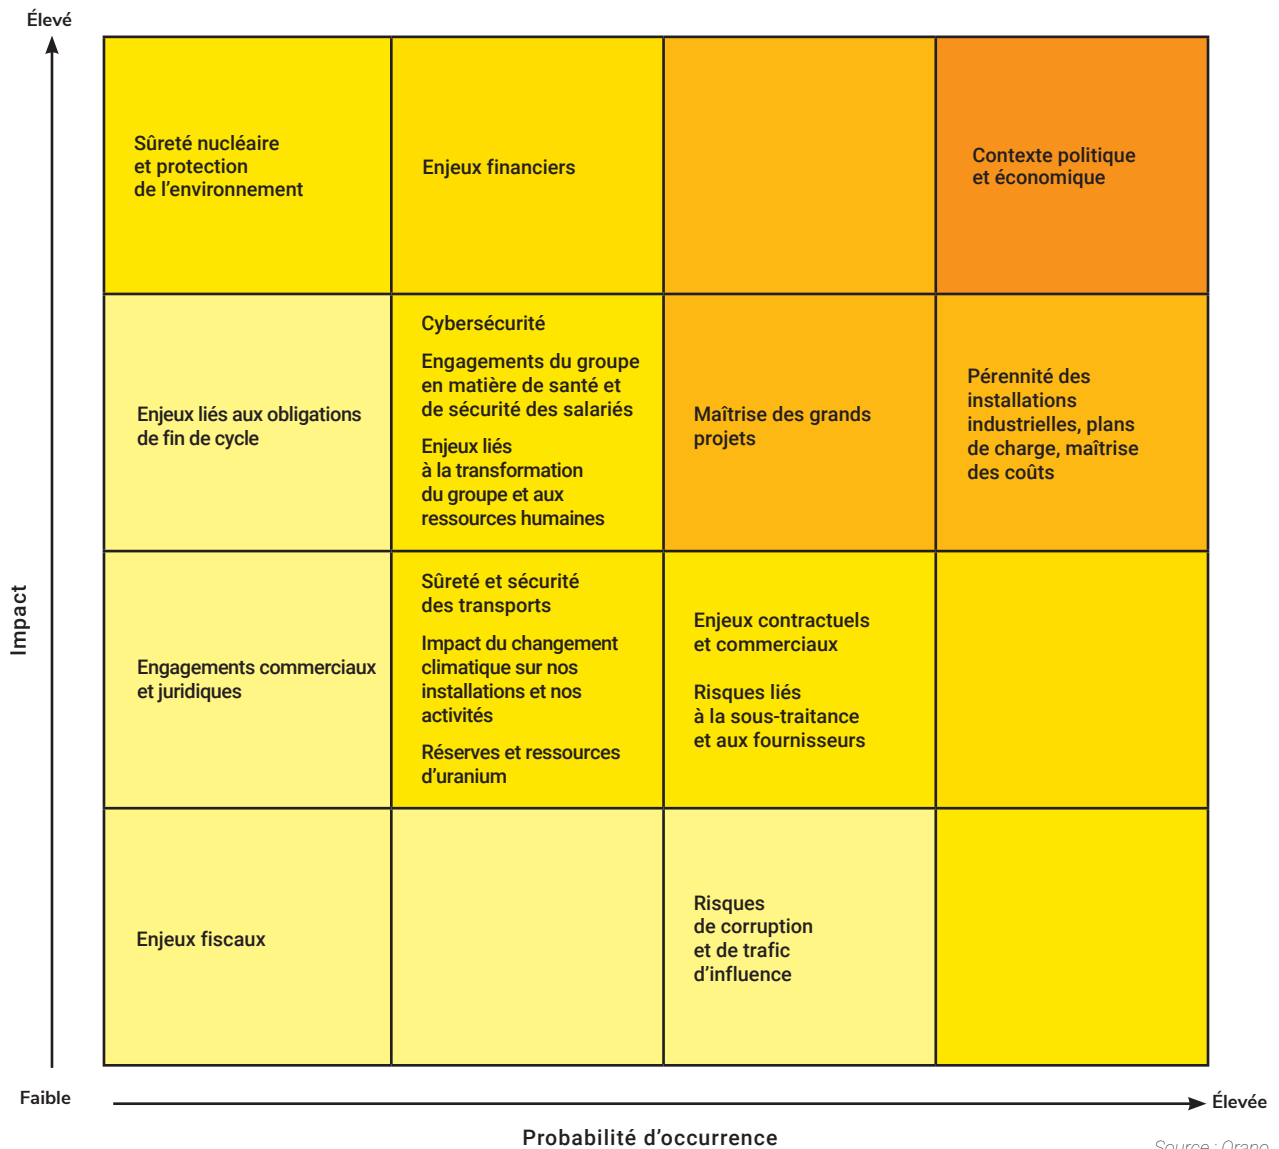 Élevé
Sûreté nucléaire
et protection
de l'environnement
Enjeux financiers
Contexte politique
et économique
Enjeux liés aux obligations
de fin de cycle
Cybersécurité
Engagements du groupe
en matière de santé et
de sécurité des salariés
Enjeux liés
à la transformation
du groupe et aux
ressources humaines
Maîtrise des grands
projets
Pérennité des
installations
industrielles, plans
de charge, maîtrise
des coûts
Impact
Engagements commerciaux
et juridiques
Sûreté et sécurité
des transports
Impact du changement
climatique sur nos
installations et nos
activités
Réserves et ressources
d'uranium
Enjeux contractuels
et commerciaux
Risques liés
à la sous-traitance
et aux fournisseurs
Enjeux fiscaux
Risques
de corruption
et de trafic
d'influence
Faible
Élevée
Probabilité d'occurrence
Source : Orano